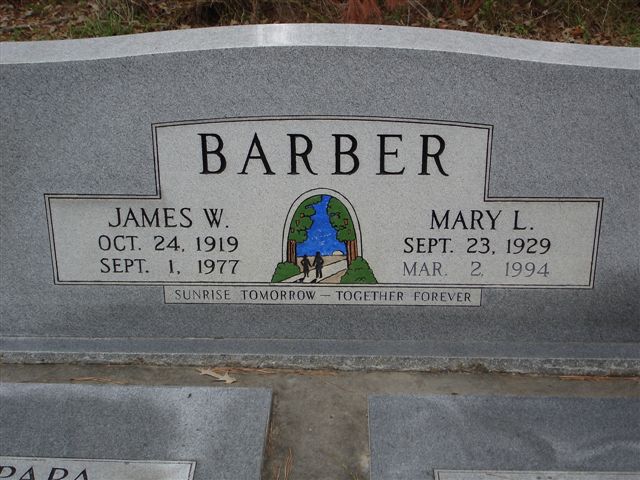 BARBER
JAMES W.
OCT. 24, 1919
SEPT. 1, 1977
MARY L.
SEPT. 23, 1929
MAR. 2, 1994
SUNRISE TOMORROW — TOGETHER FOREVER
PAPA